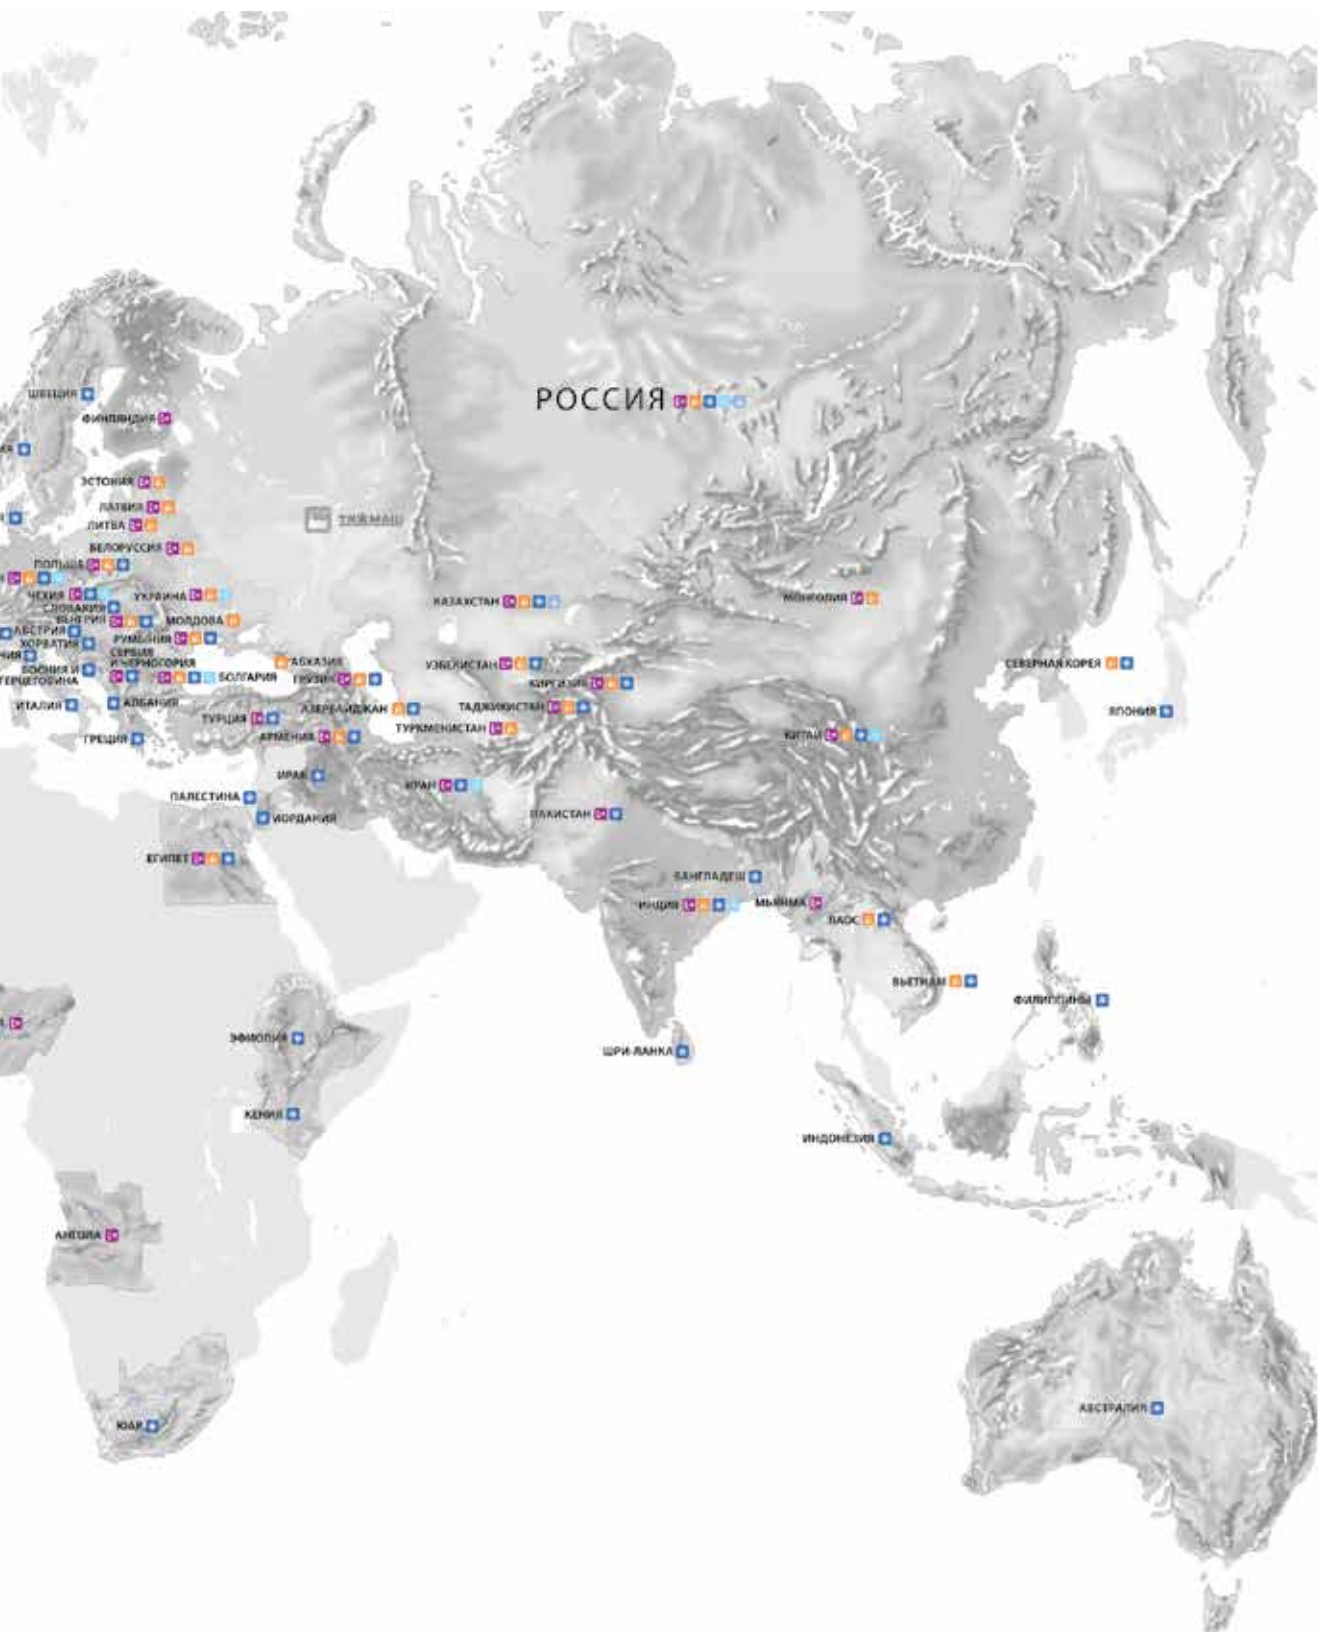 РОССИЯ
ШВЕЦИЯ
ФИНЛЯНДИЯ
ЭСТОНИЯ
ЛАТВИЯ
ЛИТВА
ТЯЖМАШ
БЕЛОРУССИЯ
ПОЛЬША
ЧЕХИЯ
УКРАИНА
КАЗАХСТАН
МОНГОЛИЯ
СЛОВАКИЯ
ВЕНГРИЯ
МОЛДОВА
АВСТРИЯ
РУМЫНИЯ
ХОРВАТИЯ
СЕРБИЯ
И ЧЕРНОГОРИЯ
АБХАЗИЯ
УЗБЕКИСТАН
СЕВЕРНАЯ КОРЕЯ
БОСНИЯ И
ГЕРЦЕГОВИНА
БОЛГАРИЯ
ГРУЗИЯ
КИРГИЗИЯ
ИТАЛИЯ
АЛБАНИЯ
АЗЕРБАЙДЖАН
ТАДЖИКИСТАН
ЯПОНИЯ
ТУРЦИЯ
ТУРКМЕНИСТАН
ГРЕЦИЯ
АРМЕНИЯ
КИТАЙ
ИРАК
ИРАН
ПАЛЕСТИНА
ИОРДАНИЯ
ПАКИСТАН
ЕГИПЕТ
БАНГЛАДЕШ
ИНДИЯ
МЬЯНМА
ЛАОС
ВЬЕТНАМ
ФИЛИППИНЫ
ЭФИОПИЯ
ШРИ-ЛАНКА
КЕНИЯ
ИНДОНЕЗИЯ
АНГОЛА
АВСТРАЛИЯ
ЮАР